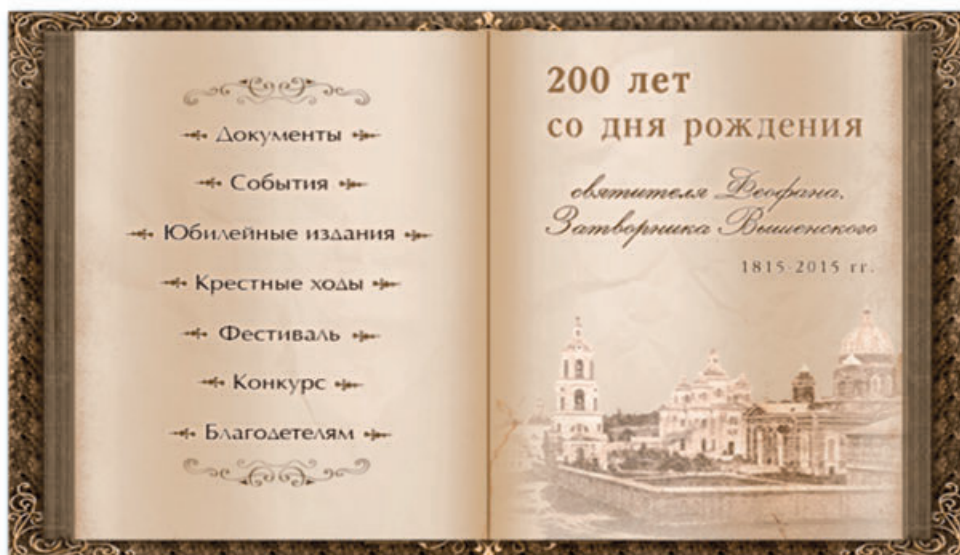 Документы
События
Юбилейные издания
Крестные ходы
Фестиваль
Конкурс
Благодетелям
200 лет
со дня рождения
святителя Феофана,
Затворника Вышенского
1815-2015 гг.